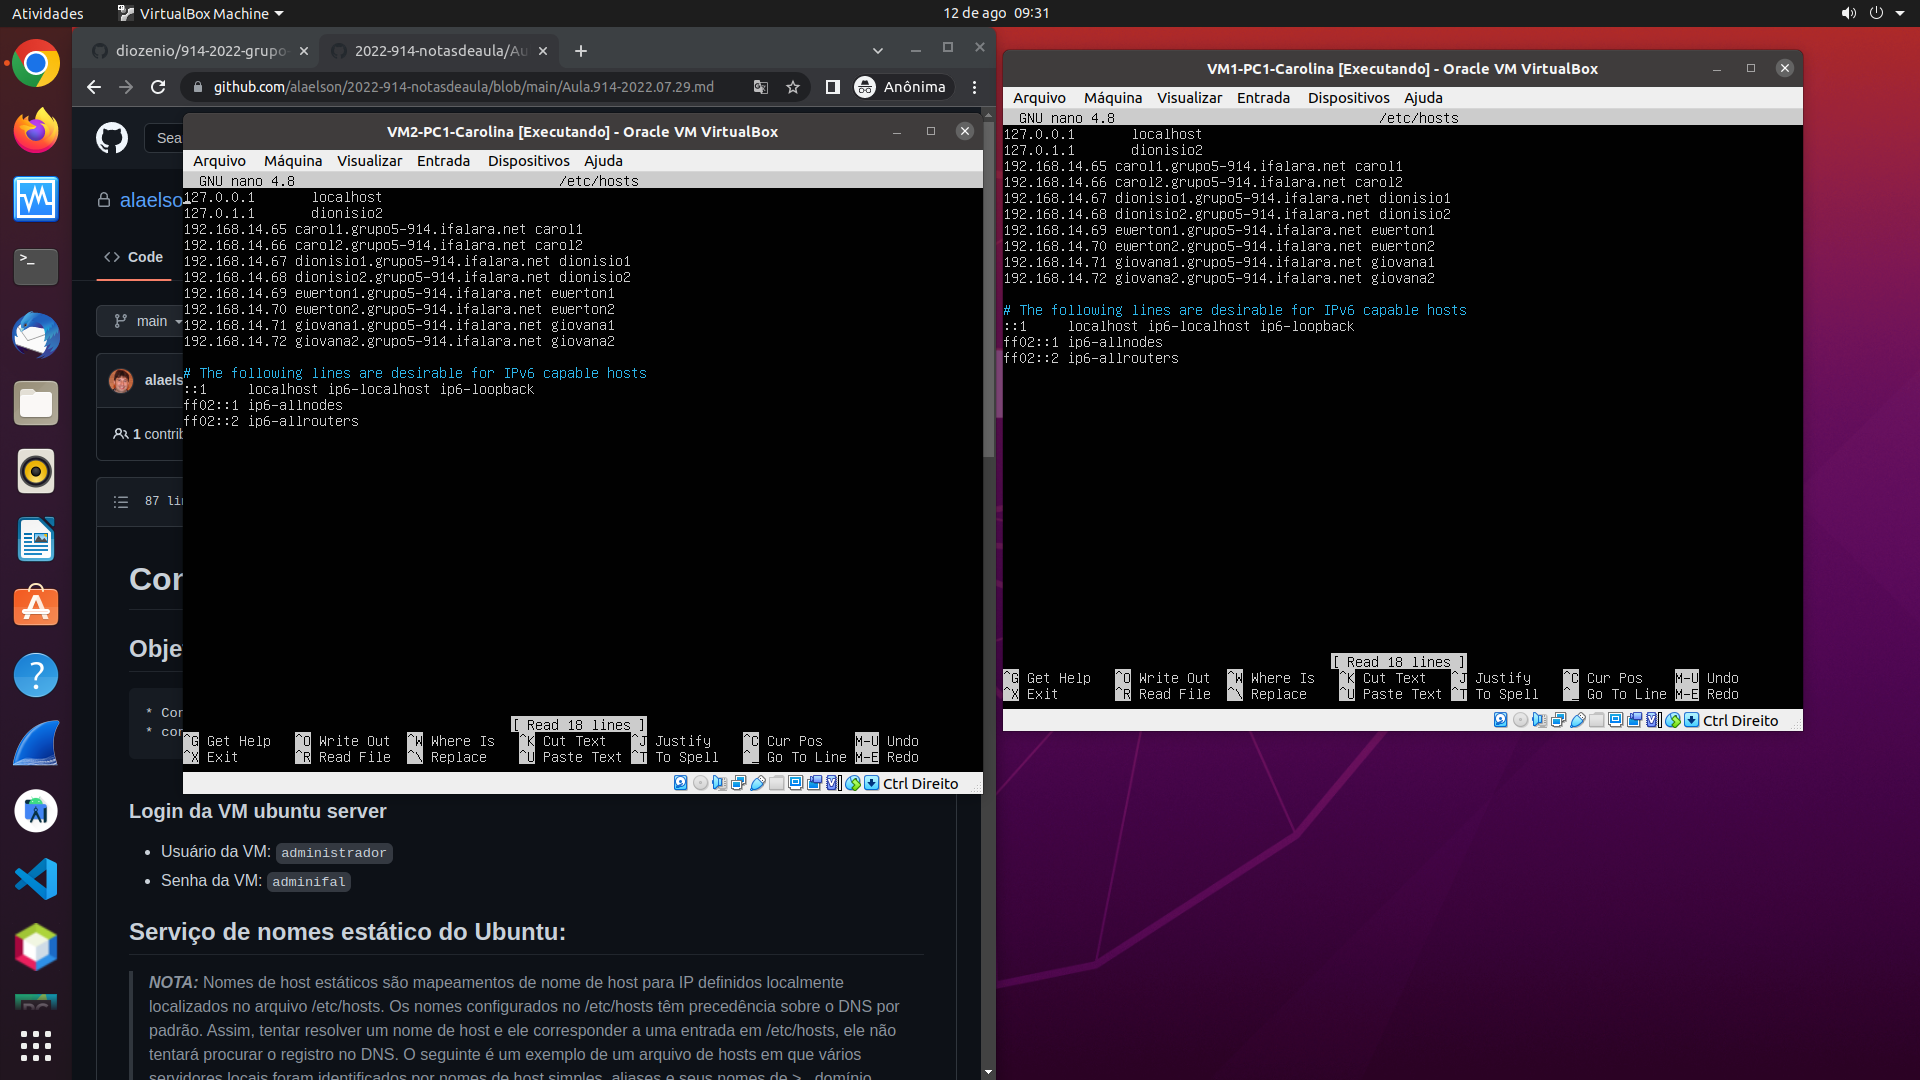 Atividades
VirtualBox Machine
12 de ago 09:31
diozenio/914-2022-grupo
2022-914-notasdeaula/Au
github.com/alaelson/2022-914-notasdeaula/blob/main/Aula.914-2022.07.29.md
Anônima
Sea
alaelso
Code
main
alaels
1 contrib
87 lin
Con
Obje
* Con
* con
VM2-PC1-Carolina [Executando] - Oracle VM VirtualBox
Arquivo Máquina Visualizar Entrada Dispositivos Ajuda
GNU nano 4.8 /etc/hosts
127.0.0.1 localhost
127.0.1.1 dionisio2
192.168.14.65 carol1.grupo5-914.ifalara.net carol1
192.168.14.66 carol2.grupo5-914.ifalara.net carol2
192.168.14.67 dionisio1.grupo5-914.ifalara.net dionisio1
192.168.14.68 dionisio2.grupo5-914.ifalara.net dionisio2
192.168.14.69 ewerton1.grupo5-914.ifalara.net ewerton1
192.168.14.70 ewerton2.grupo5-914.ifalara.net ewerton2
192.168.14.71 giovana1.grupo5-914.ifalara.net giovana1
192.168.14.72 giovana2.grupo5-914.ifalara.net giovana2
# The following lines are desirable for IPv6 capable hosts
::1 localhost ip6-localhost ip6-loopback
ff02::1 ip6-allnodes
ff02::2 ip6-allrouters
[ Read 18 lines ]
^G Get Help ^O Write Out ^W Where Is ^K Cut Text ^J Justify ^C Cur Pos M-U Undo
^X Exit ^R Read File ^\ Replace ^U Paste Text ^T To Spell ^_ Go To Line M-E Redo
Ctrl Direito
VM1-PC1-Carolina [Executando] - Oracle VM VirtualBox
Arquivo Máquina Visualizar Entrada Dispositivos Ajuda
GNU nano 4.8 /etc/hosts
127.0.0.1 localhost
127.0.1.1 dionisio2
192.168.14.65 carol1.grupo5-914.ifalara.net carol1
192.168.14.66 carol2.grupo5-914.ifalara.net carol2
192.168.14.67 dionisio1.grupo5-914.ifalara.net dionisio1
192.168.14.68 dionisio2.grupo5-914.ifalara.net dionisio2
192.168.14.69 ewerton1.grupo5-914.ifalara.net ewerton1
192.168.14.70 ewerton2.grupo5-914.ifalara.net ewerton2
192.168.14.71 giovana1.grupo5-914.ifalara.net giovana1
192.168.14.72 giovana2.grupo5-914.ifalara.net giovana2
# The following lines are desirable for IPv6 capable hosts
::1 localhost ip6-localhost ip6-loopback
ff02::1 ip6-allnodes
ff02::2 ip6-allrouters
[ Read 18 lines ]
^G Get Help ^O Write Out ^W Where Is ^K Cut Text ^J Justify ^C Cur Pos M-U Undo
^X Exit ^R Read File ^\ Replace ^U Paste Text ^T To Spell ^_ Go To Line M-E Redo
Ctrl Direito
Login da VM ubuntu server
• Usuário da VM: administrador
• Senha da VM: adminifal
Serviço de nomes estático do Ubuntu:
NOTA: Nomes de host estáticos são mapeamentos de nome de host para IP definidos localmente
localizados no arquivo /etc/hosts. Os nomes configurados no /etc/hosts têm precedência sobre o DNS por
padrão. Assim, tentar resolver um nome de host e ele corresponder a uma entrada em /etc/hosts, ele não
tentará procurar o registro no DNS. O seguinte é um exemplo de um arquivo de hosts em que vários
servidores locais foram identificados por nomes de host simples, aliases e seus nomes de > domínio